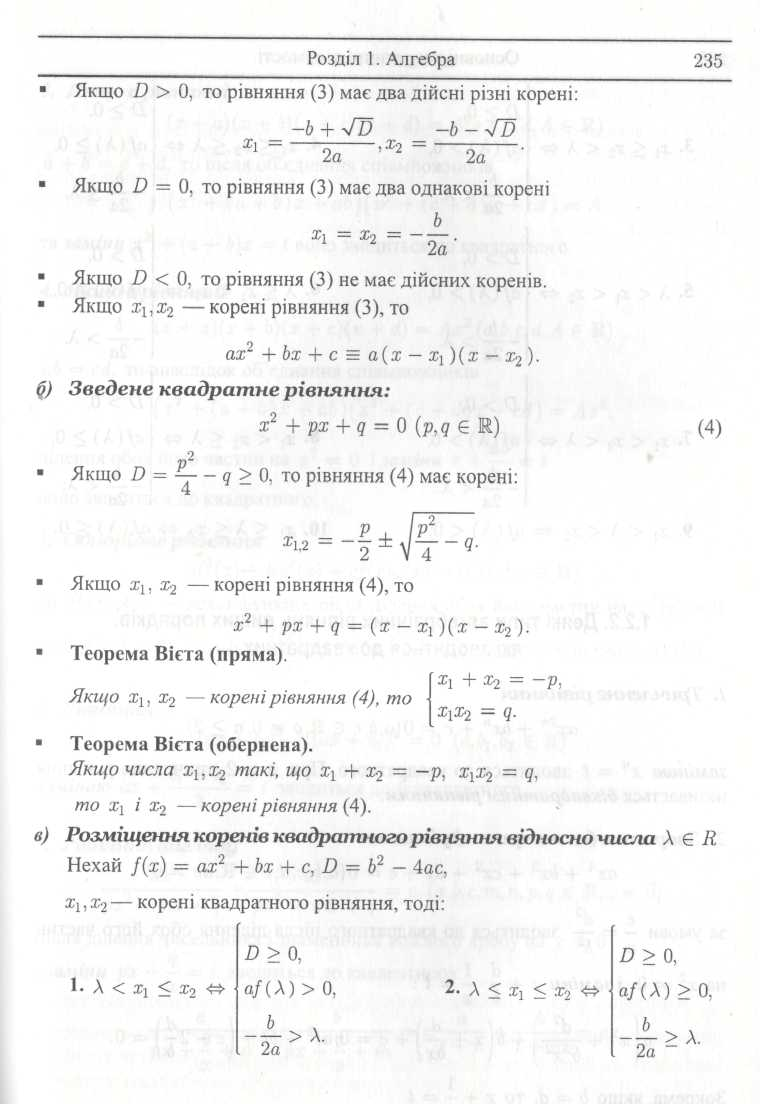 Розділ 1. Алгебра 235
▪ Якщо D > 0, то рівняння (3) має два дійсні різні корені:
x₁ = (−b + √D)/(2a), x₂ = (−b − √D)/(2a).
▪ Якщо D = 0, то рівняння (3) має два однакові корені
x₁ = x₂ = −b/(2a).
▪ Якщо D < 0, то рівняння (3) не має дійсних коренів.
▪ Якщо x₁, x₂ — корені рівняння (3), то
ax² + bx + c ≡ a(x − x₁)(x − x₂).
б) Зведене квадратне рівняння:
x² + px + q = 0 (p, q ∈ ℝ) (4)
▪ Якщо D = p²/4 − q ≥ 0, то рівняння (4) має корені:
x₁,₂ = −p/2 ± √(p²/4 − q).
▪ Якщо x₁, x₂ — корені рівняння (4), то
x² + px + q = (x − x₁)(x − x₂).
▪ Теорема Вієта (пряма).
Якщо x₁, x₂ — корені рівняння (4), то { x₁ + x₂ = −p,
x₁x₂ = q.
▪ Теорема Вієта (обернена).
Якщо числа x₁, x₂ такі, що x₁ + x₂ = −p, x₁x₂ = q,
то x₁ і x₂ — корені рівняння (4).
в) Розміщення коренів квадратного рівняння відносно числа λ ∈ R
Нехай f(x) = ax² + bx + c, D = b² − 4ac,
x₁, x₂ — корені квадратного рівняння, тоді:
1. λ < x₁ ≤ x₂ ⇔ { D ≥ 0,
af(λ) > 0,
−b/(2a) > λ.
2. λ ≤ x₁ ≤ x₂ ⇔ { D ≥ 0,
af(λ) ≥ 0,
−b/(2a) ≥ λ.